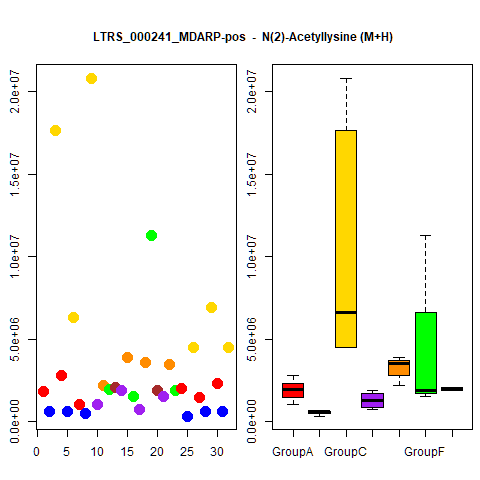 LTRS_000241_MDARP-pos - N(2)-Acetyllysine (M+H)
0.0e+00 5.0e+06 1.0e+07 1.5e+07 2.0e+07
0 5 10 15 20 25 30
0.0e+00 5.0e+06 1.0e+07 1.5e+07 2.0e+07
GroupA GroupC GroupF